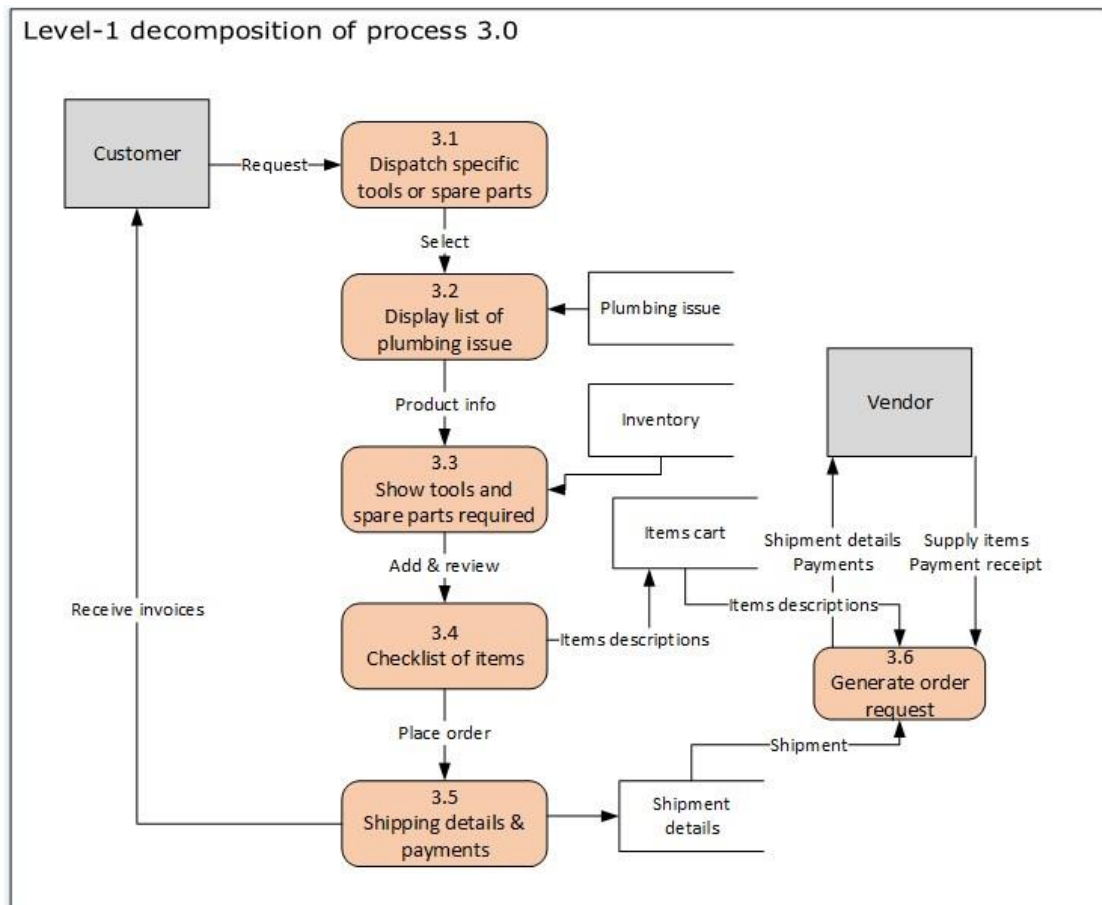 Level-1 decomposition of process 3.0
Customer
Request
3.1
Dispatch specific
tools or spare parts
Select
3.2
Display list of
plumbing issue
Plumbing issue
Product info
Inventory
Vendor
3.3
Show tools and
spare parts required
Items cart
Shipment details
Payments
Supply items
Payment receipt
Add & review
Receive invoices
Items descriptions
3.4
Checklist of items
Items descriptions
3.6
Generate order
request
Place order
Shipment
3.5
Shipping details &
payments
Shipment
details